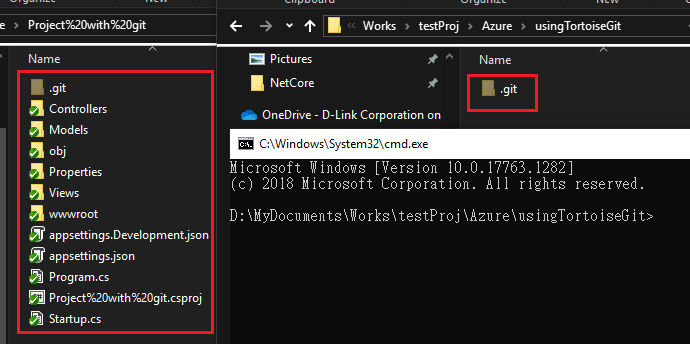 Organize
Clipboard
Organize
Project%20with%20git
Name
.git
Controllers
Models
obj
Properties
Views
wwwroot
appsettings.Development.json
appsettings.json
Program.cs
Project%20with%20git.csproj
Startup.cs
Works > testProj > Azure > usingTortoiseGit
Pictures
NetCore
OneDrive - D-Link Corporation on
Name
.git
C:\Windows\System32\cmd.exe
Microsoft Windows [Version 10.0.17763.1282]
(c) 2018 Microsoft Corporation. All rights reserved.
D:\MyDocuments\Works\testProj\Azure\usingTortoiseGit>